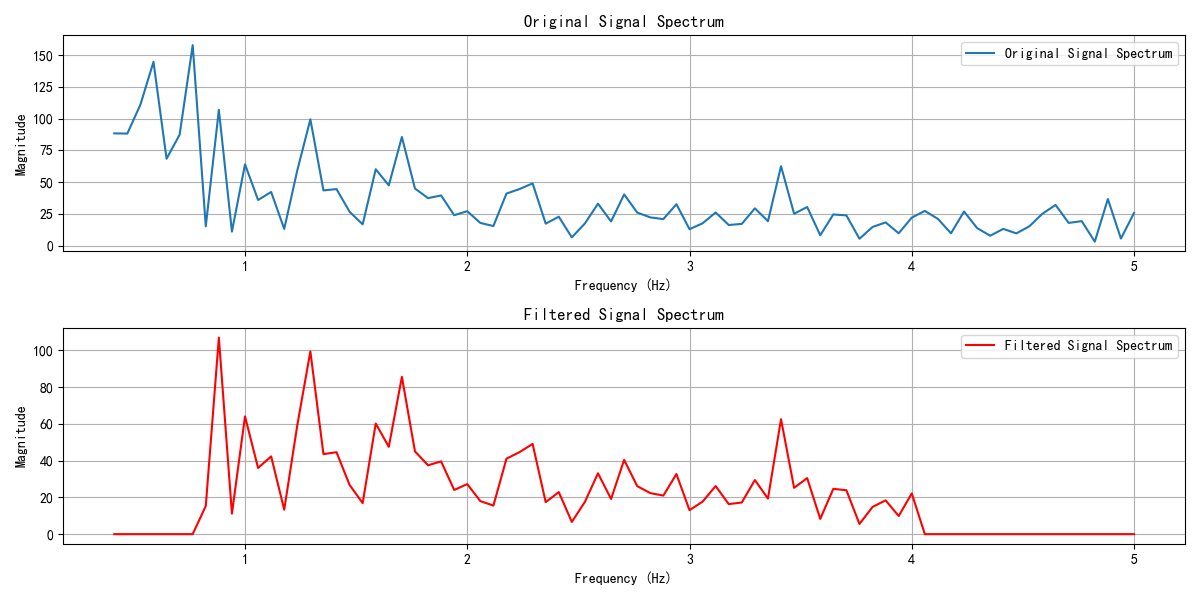 Original Signal Spectrum
Original Signal Spectrum
Magnitude
150
125
100
75
50
25
0
1 2 3 4 5
Frequency (Hz)
Filtered Signal Spectrum
Filtered Signal Spectrum
Magnitude
100
80
60
40
20
0
1 2 3 4 5
Frequency (Hz)